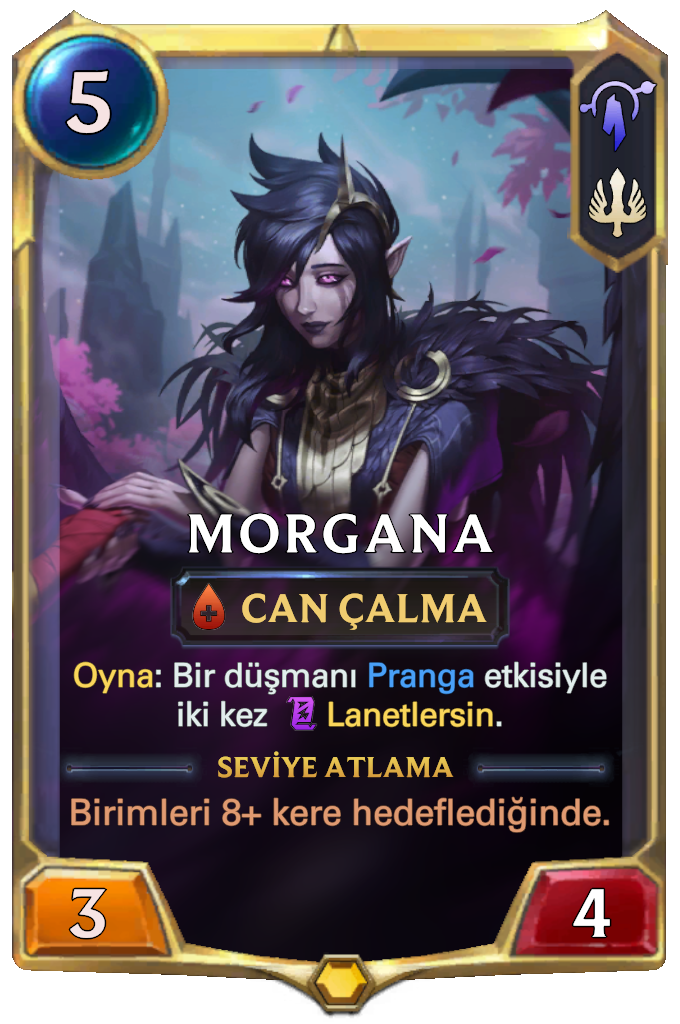 5
MORGANA
CAN ÇALMA
Oyna: Bir düşmanı Pranga etkisiyle
iki kez Lanetlersin.
SEVİYE ATLAMA
Birimleri 8+ kere hedeflediğinde.
3
4